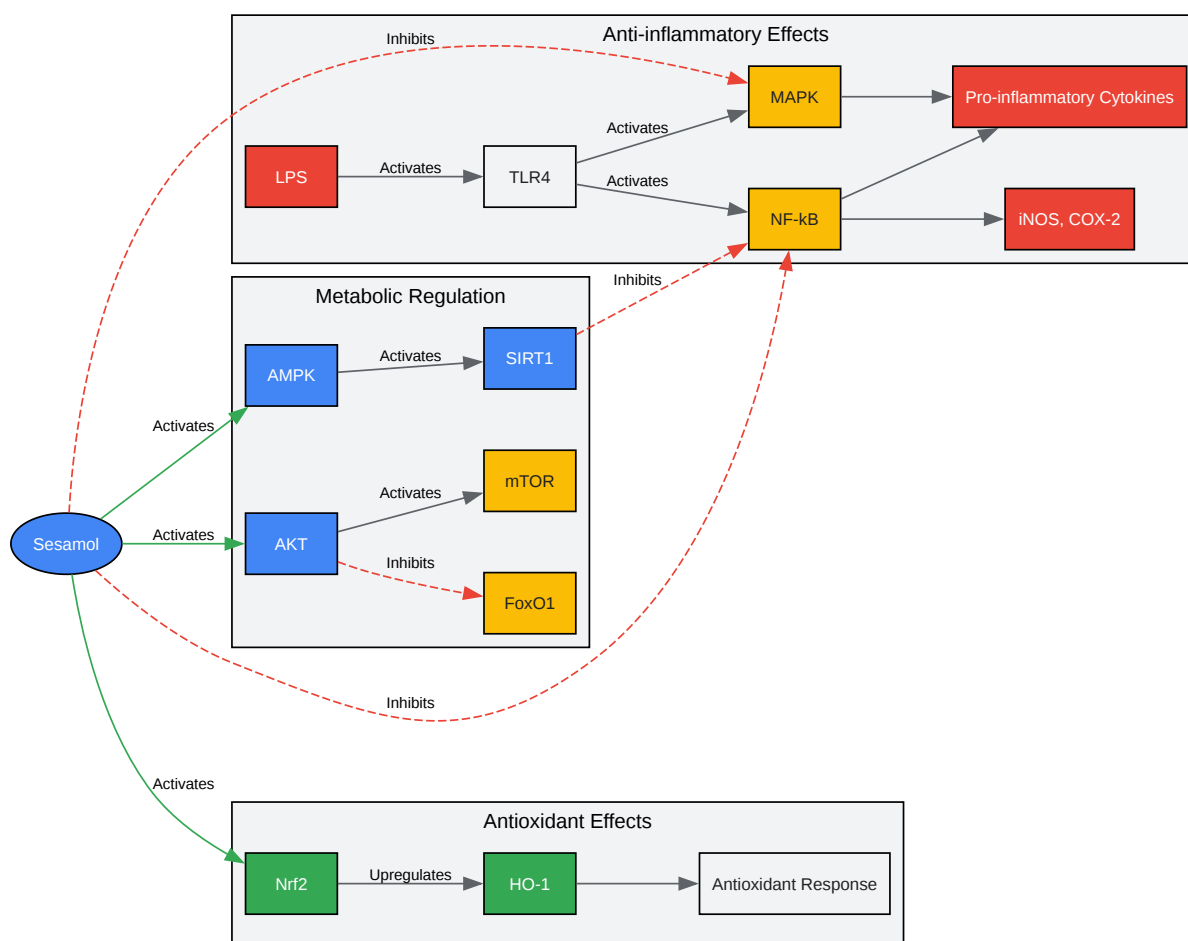 Inhibits
Anti-inflammatory Effects
MAPK
Pro-inflammatory Cytokines
Activates
LPS
Activates
TLR4
Activates
NF-kB
iNOS, COX-2
Inhibits
Metabolic Regulation
AMPK
Activates
SIRT1
Activates
mTOR
Activates
Sesamol
Activates
AKT
Inhibits
FoxO1
Inhibits
Activates
Antioxidant Effects
Nrf2
Upregulates
HO-1
Antioxidant Response